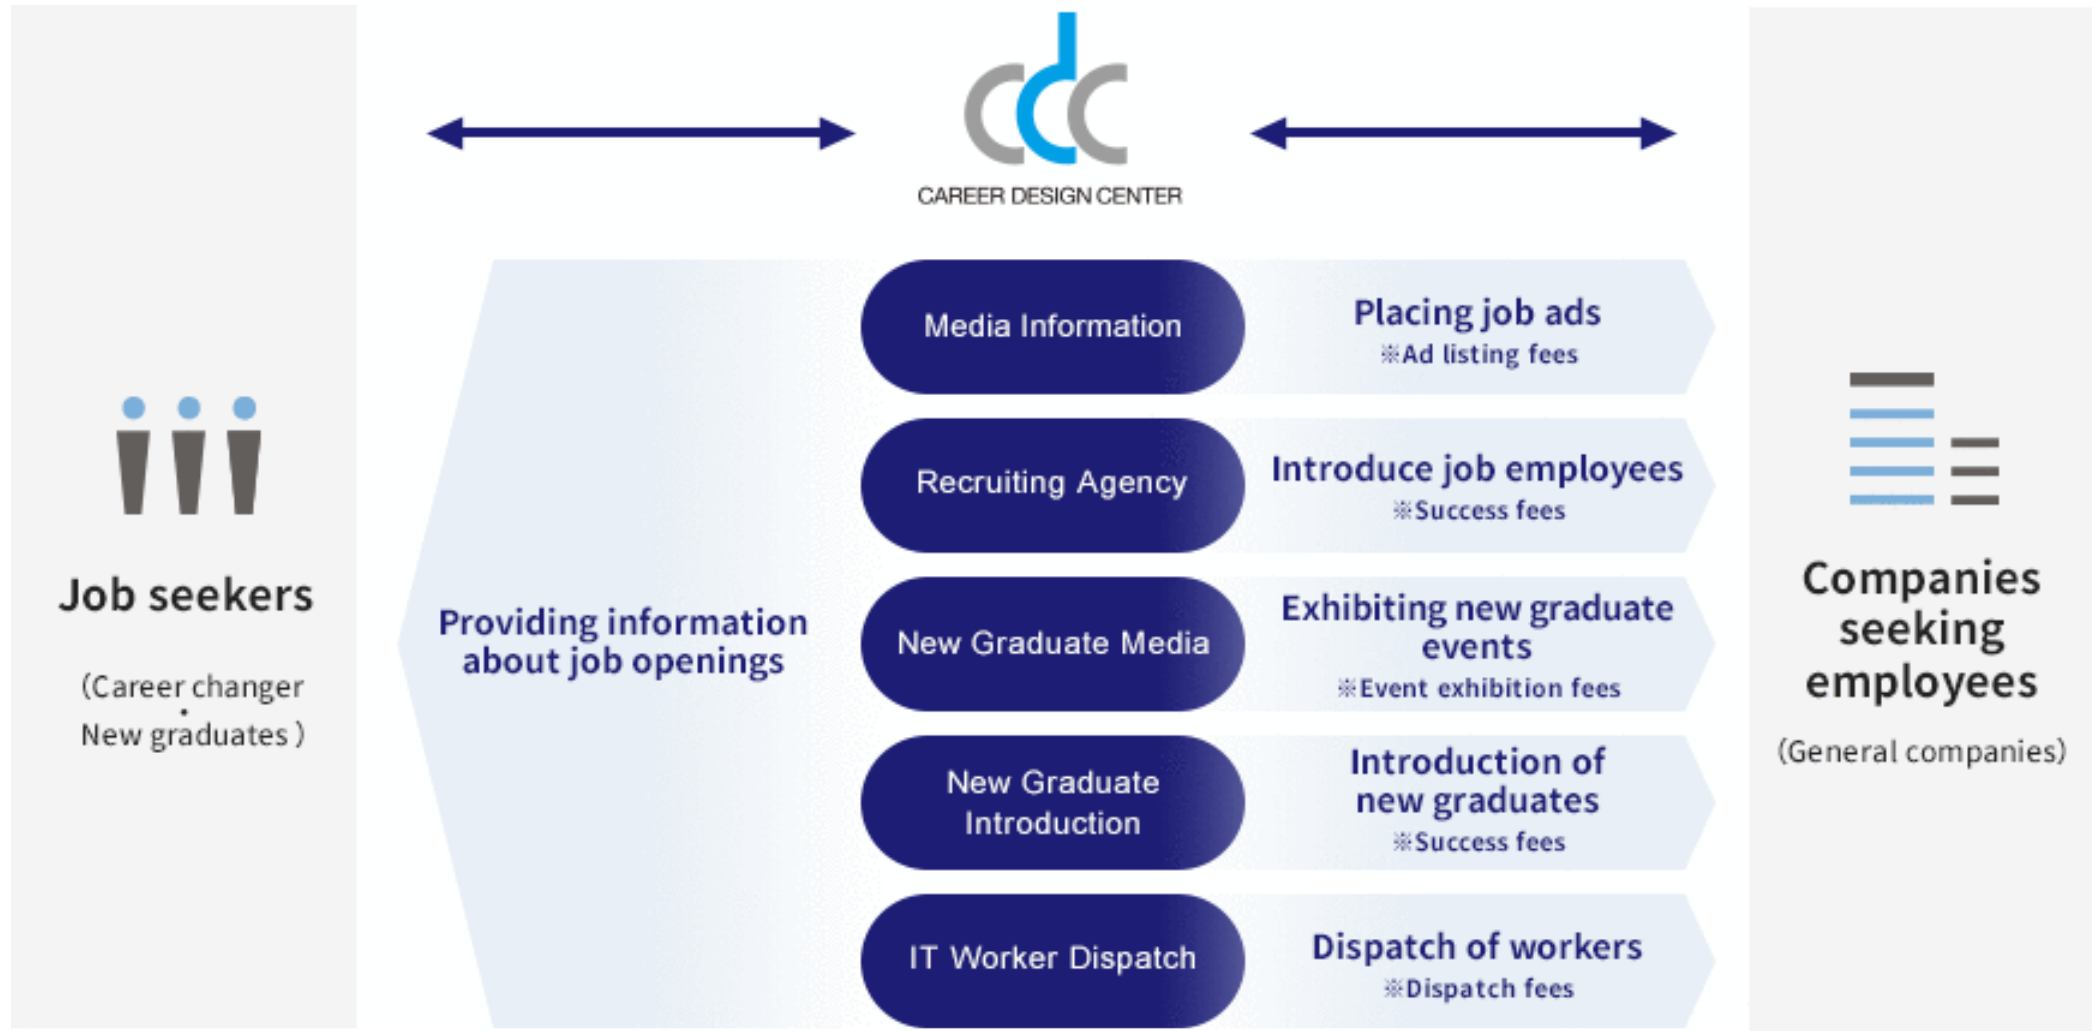 cdc
CAREER DESIGN CENTER
Job seekers
(Career changer
・
New graduates )
Providing information
about job openings
Media Information
Placing job ads
※Ad listing fees
Recruiting Agency
Introduce job employees
※Success fees
New Graduate Media
Exhibiting new graduate
events
※Event exhibition fees
New Graduate
Introduction
Introduction of
new graduates
※Success fees
IT Worker Dispatch
Dispatch of workers
※Dispatch fees
Companies
seeking
employees
(General companies)